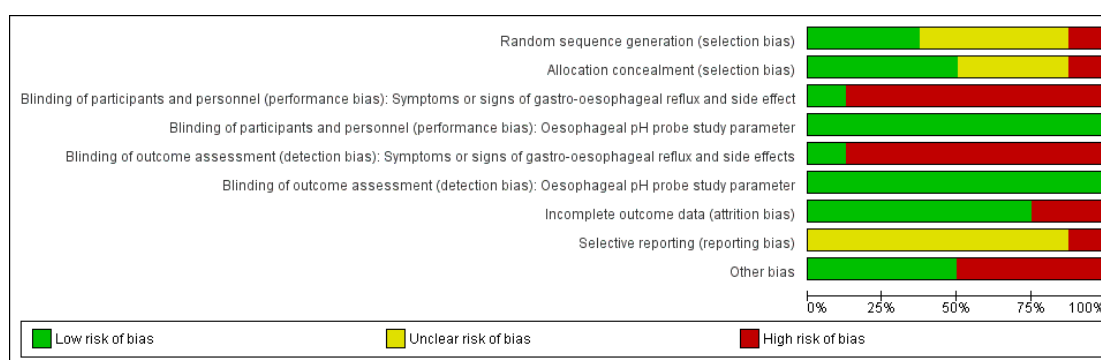 Random sequence generation (selection bias)
Allocation concealment (selection bias)
Blinding of participants and personnel (performance bias): Symptoms or signs of gastro-oesophageal reflux and side effect
Blinding of participants and personnel (performance bias): Oesophageal pH probe study parameter
Blinding of outcome assessment (detection bias): Symptoms or signs of gastro-oesophageal reflux and side effects
Blinding of outcome assessment (detection bias): Oesophageal pH probe study parameter
Incomplete outcome data (attrition bias)
Selective reporting (reporting bias)
Other bias
0% 25% 50% 75% 100%
Low risk of bias Unclear risk of bias High risk of bias